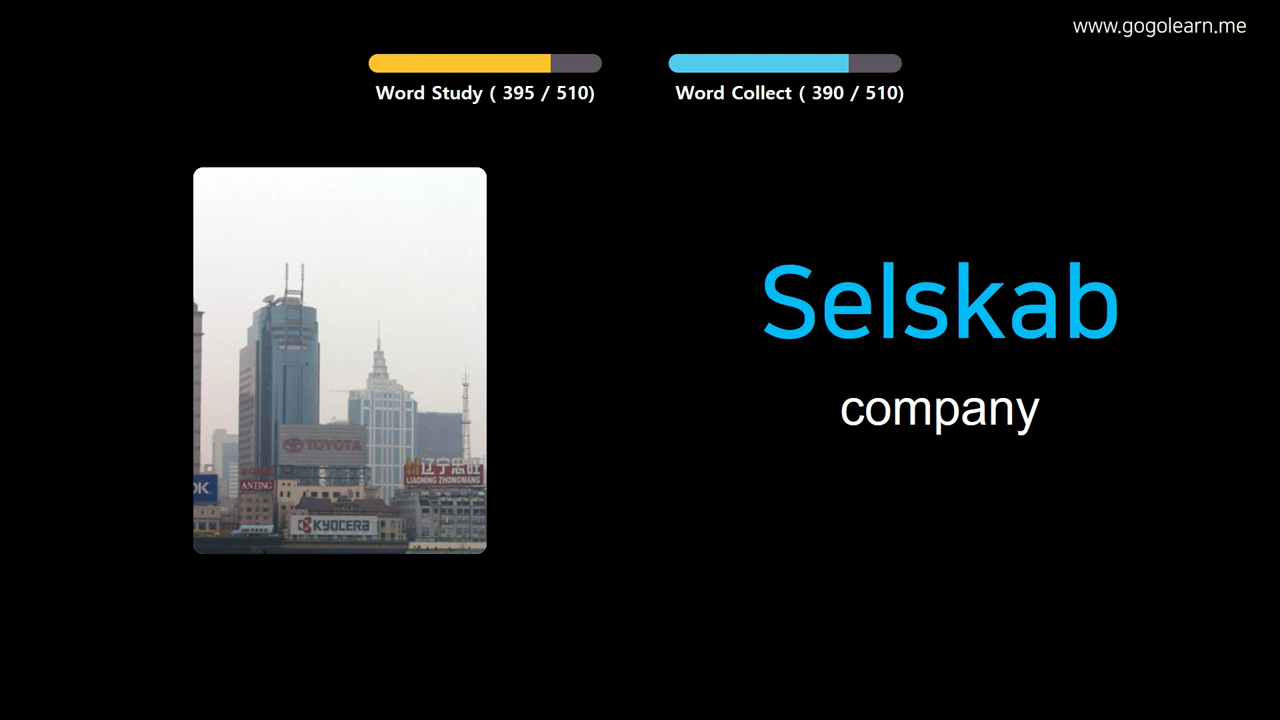 www.gogolearn.me
Word Study ( 395 / 510)
Word Collect ( 390 / 510)
Selskab
company
TOYOTA
辽宁忠旺
LIAONING ZHONGWANG
ANTING
KYOCERA